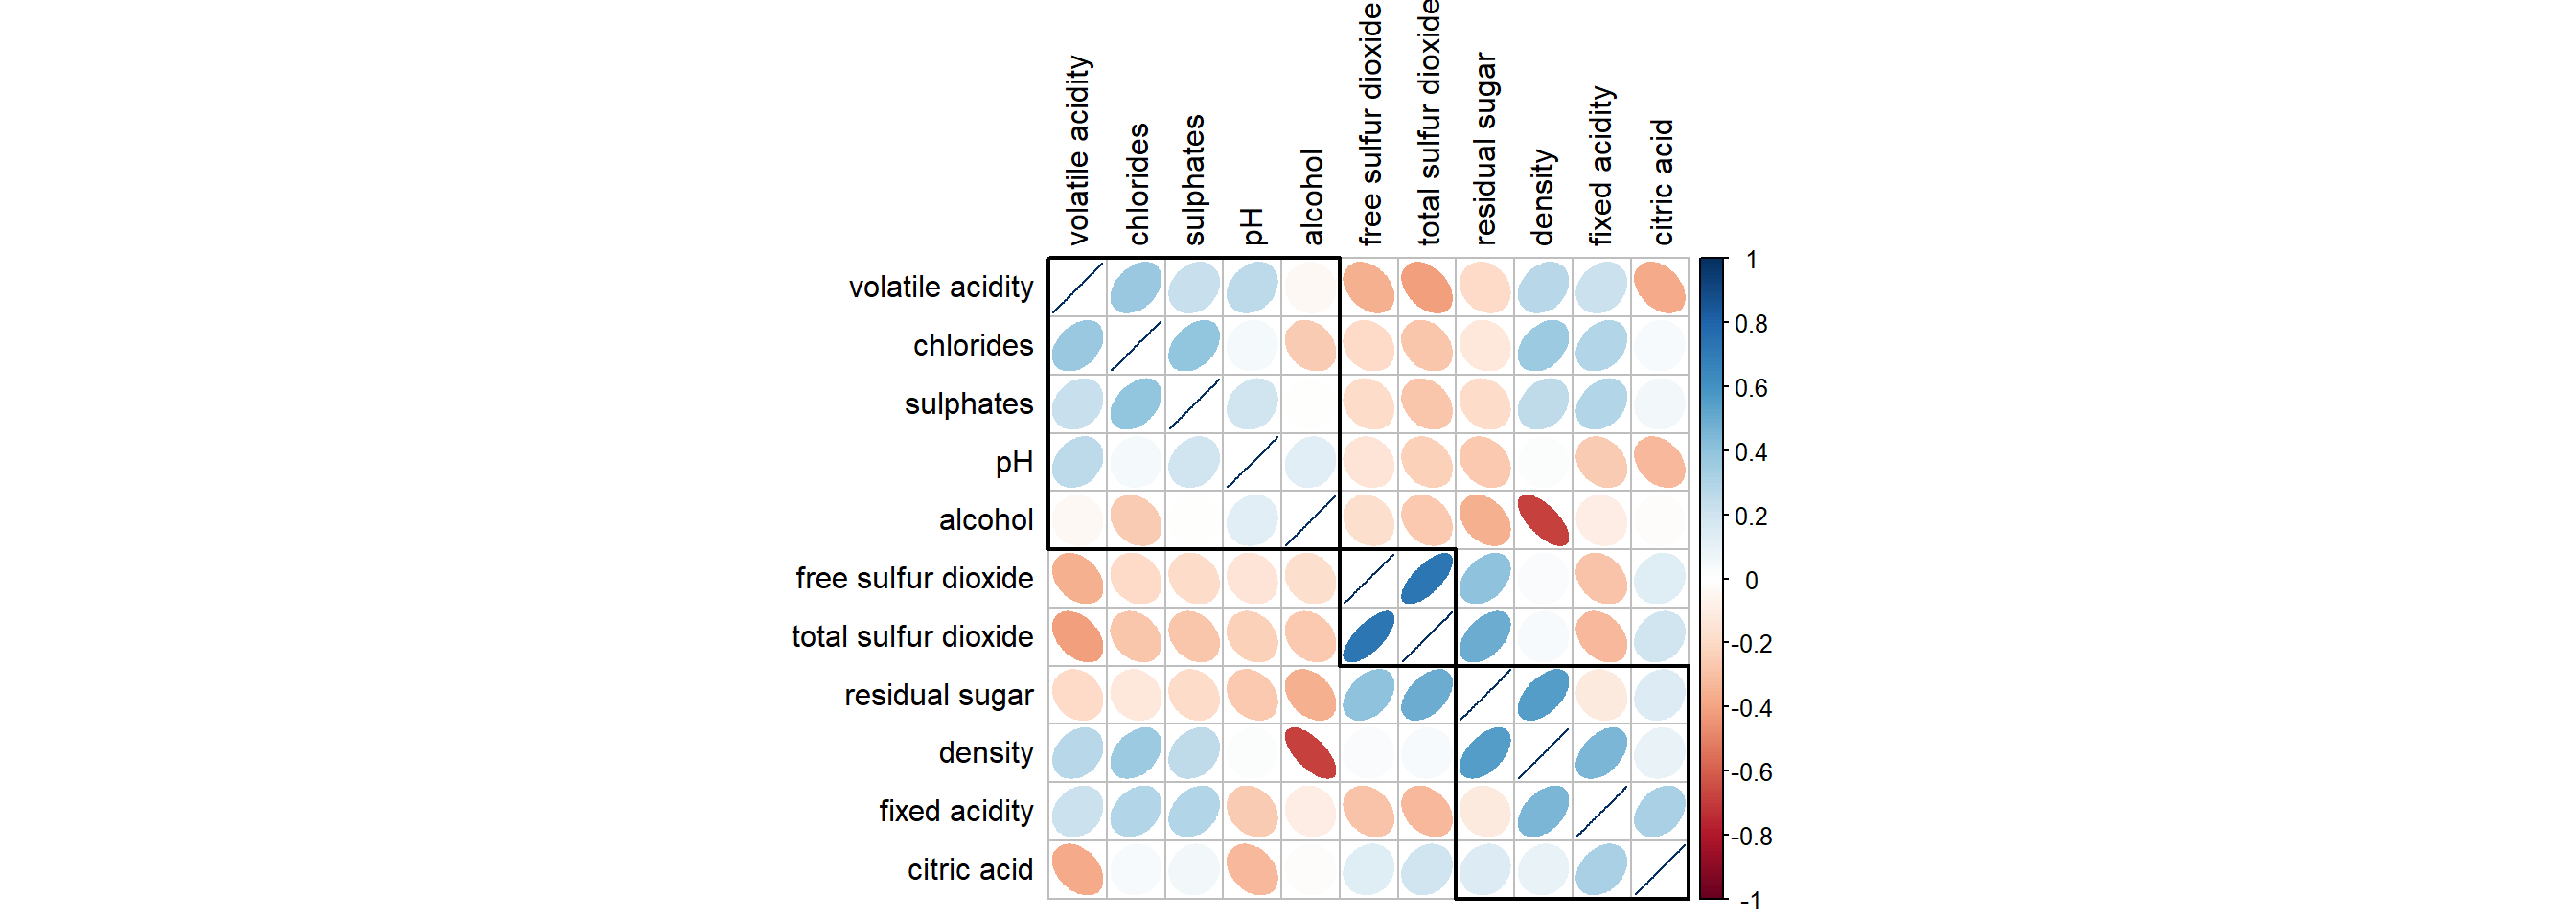 volatile acidity
chlorides
sulphates
pH
alcohol
free sulfur dioxide
total sulfur dioxide
residual sugar
density
fixed acidity
citric acid
volatile acidity
chlorides
sulphates
pH
alcohol
free sulfur dioxide
total sulfur dioxide
residual sugar
density
fixed acidity
citric acid
1
0.8
0.6
0.4
0.2
0
-0.2
-0.4
-0.6
-0.8
-1